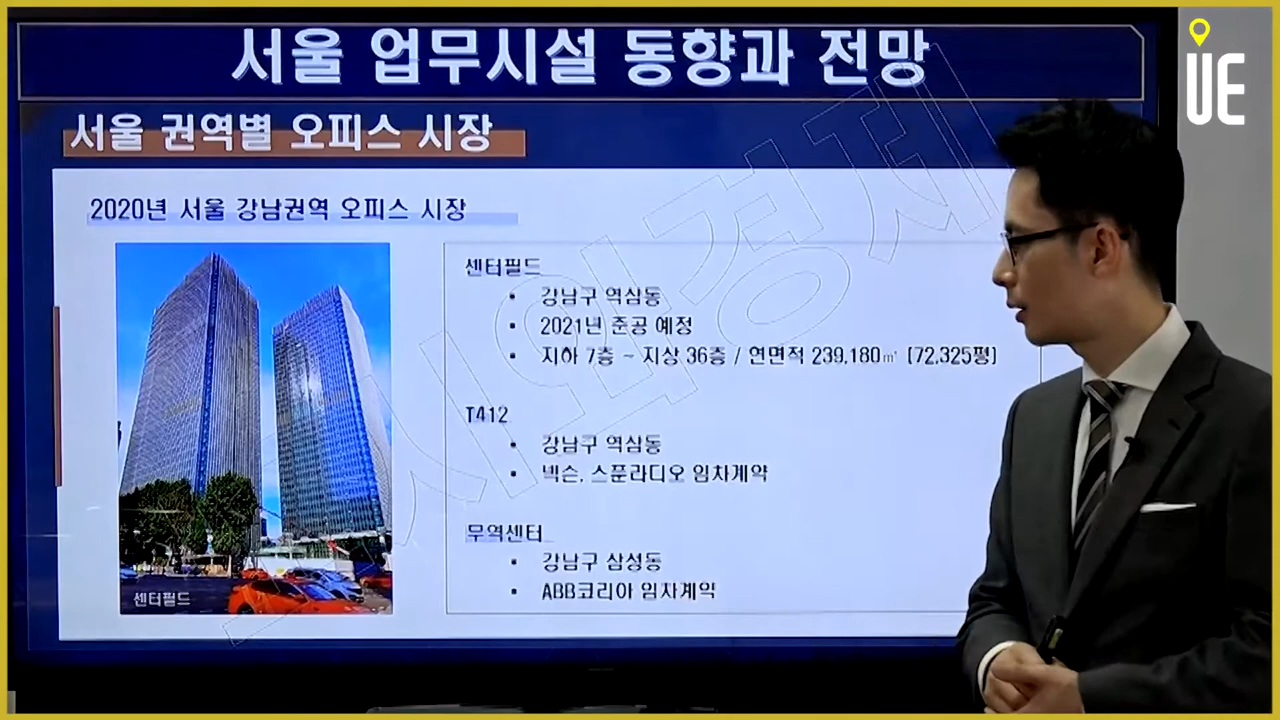 서울 업무시설 동향과 전망
UE
서울 권역별 오피스 시장
2020년 서울 강남권역 오피스 시장
센터필드
• 강남구 역삼동
• 2021년 준공 예정
• 지하 7층 ~ 지상 36층 / 연면적 239,180㎡ (72,325평)
T412
• 강남구 역삼동
• 넥슨, 스푼라디오 임차계약
무역센터
• 강남구 삼성동
• ABB코리아 임차계약
센터필드